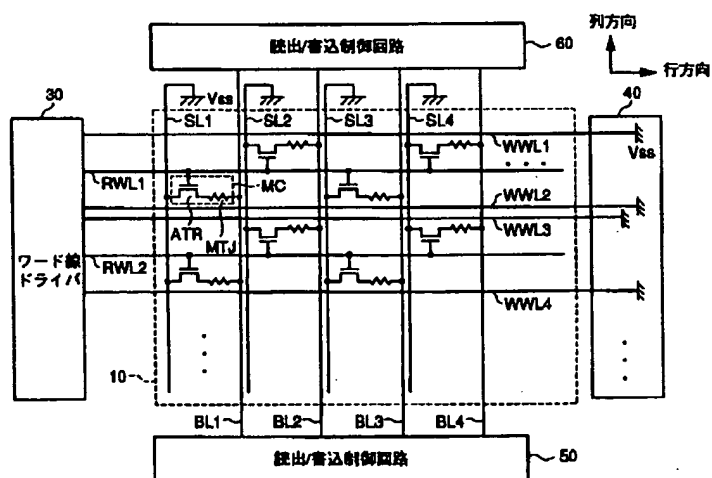 列方向
行方向
読出/書込制御回路
60
30
40
Vss
SL1
SL2
SL3
SL4
WWL1
Vss
RWL1
MC
WWL2
ATR
MTJ
WWL3
ワード線
ドライバ
RWL2
WWL4
10
BL1
BL2
BL3
BL4
読出/書込制御回路
50